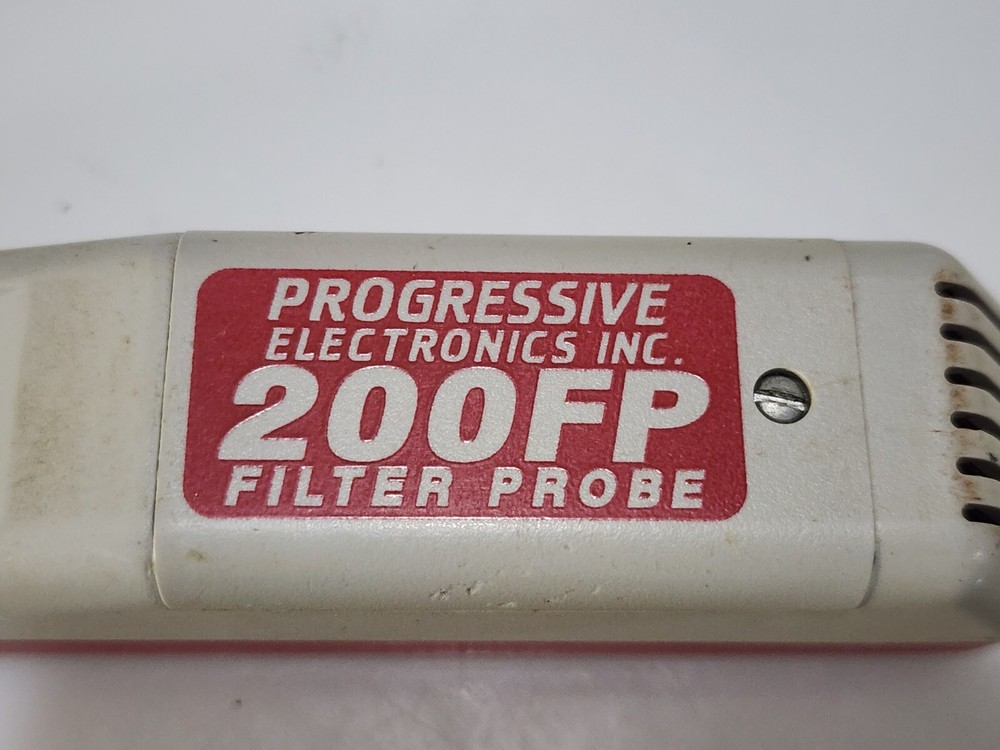 PROGRESSIVE
ELECTRONICS INC.
200FP
FILTER PROBE